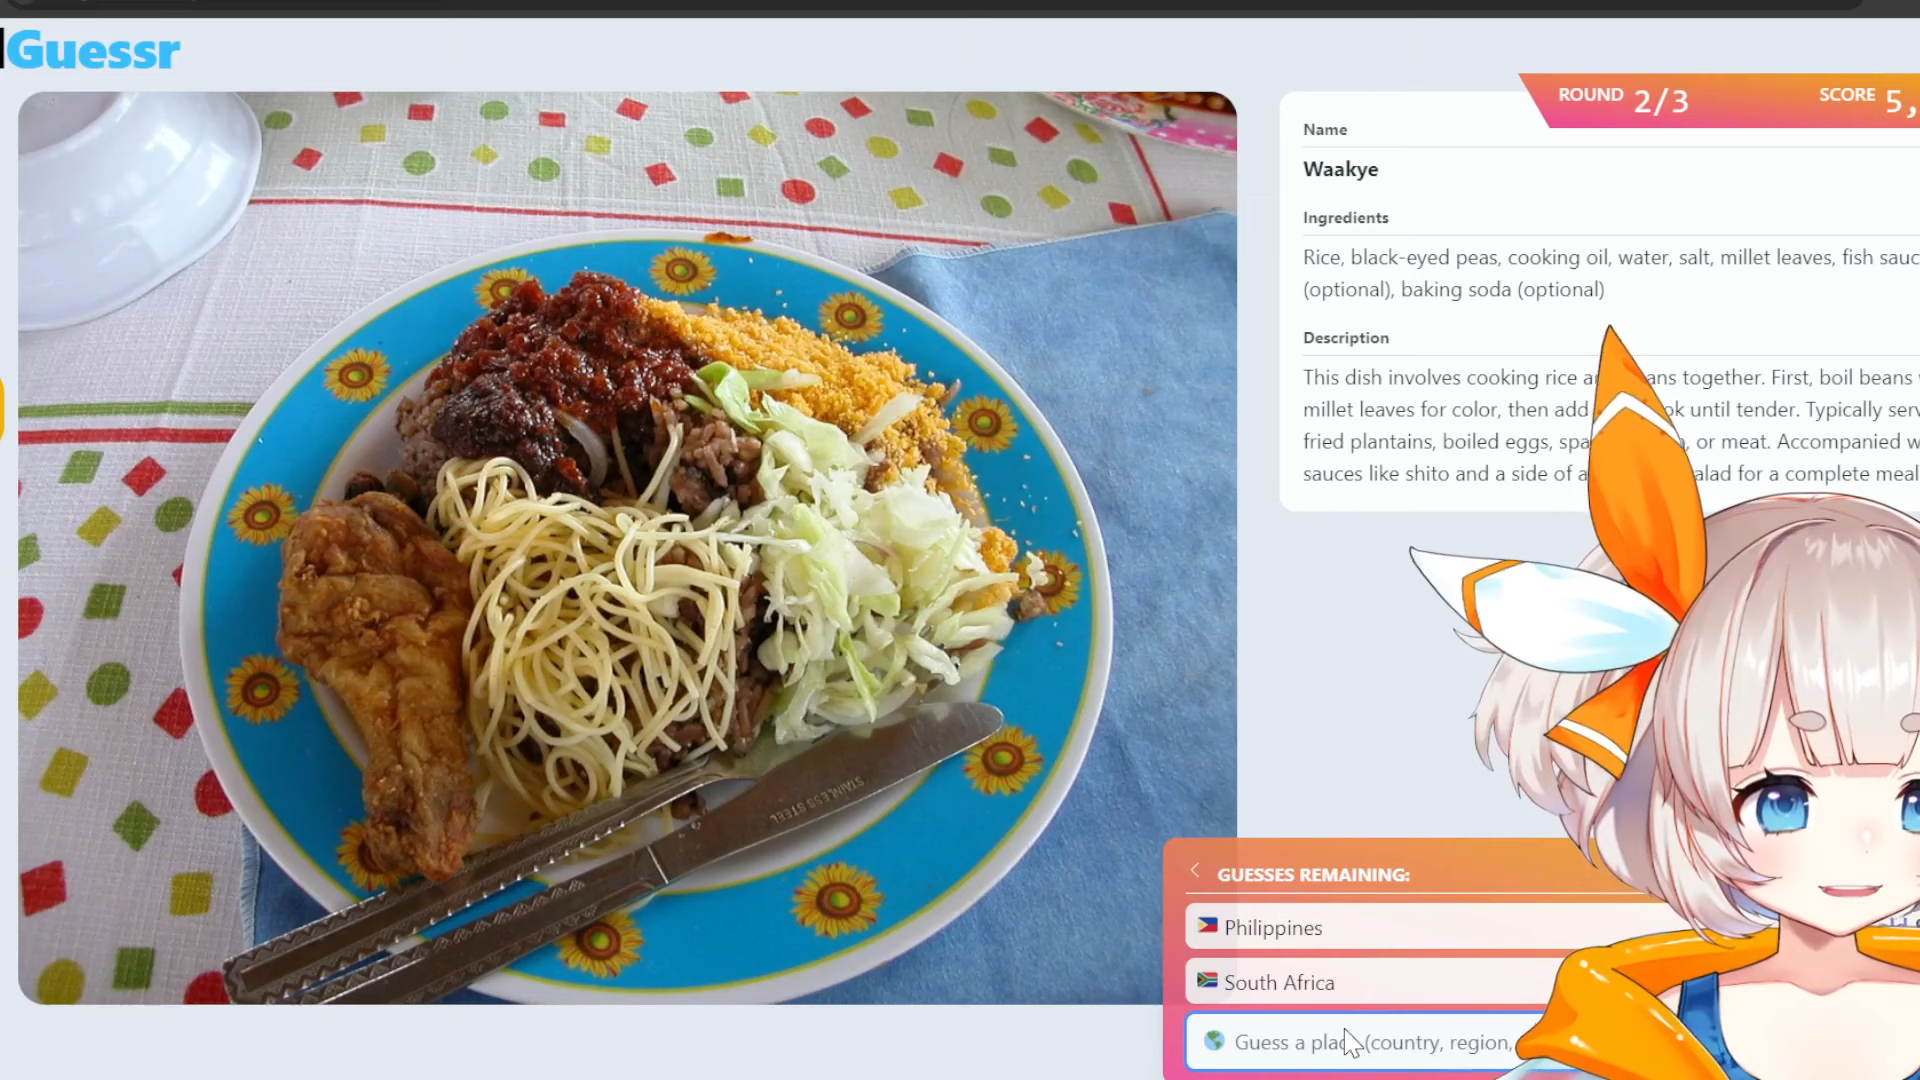 Guessr
ROUND 2/3
SCORE 5,
Name
Waakye
Ingredients
Rice, black-eyed peas, cooking oil, water, salt, millet leaves, fish sauc
(optional), baking soda (optional)
Description
This dish involves cooking rice ans together. First, boil beans
millet leaves for color, then add until tender. Typically serv
fried plantains, boiled eggs, spa or meat. Accompanied w
sauces like shito and a side of a alad for a complete meal
STAINLESS STEEL
GUESSES REMAINING:
Philippines
South Africa
Guess a place (country, region,